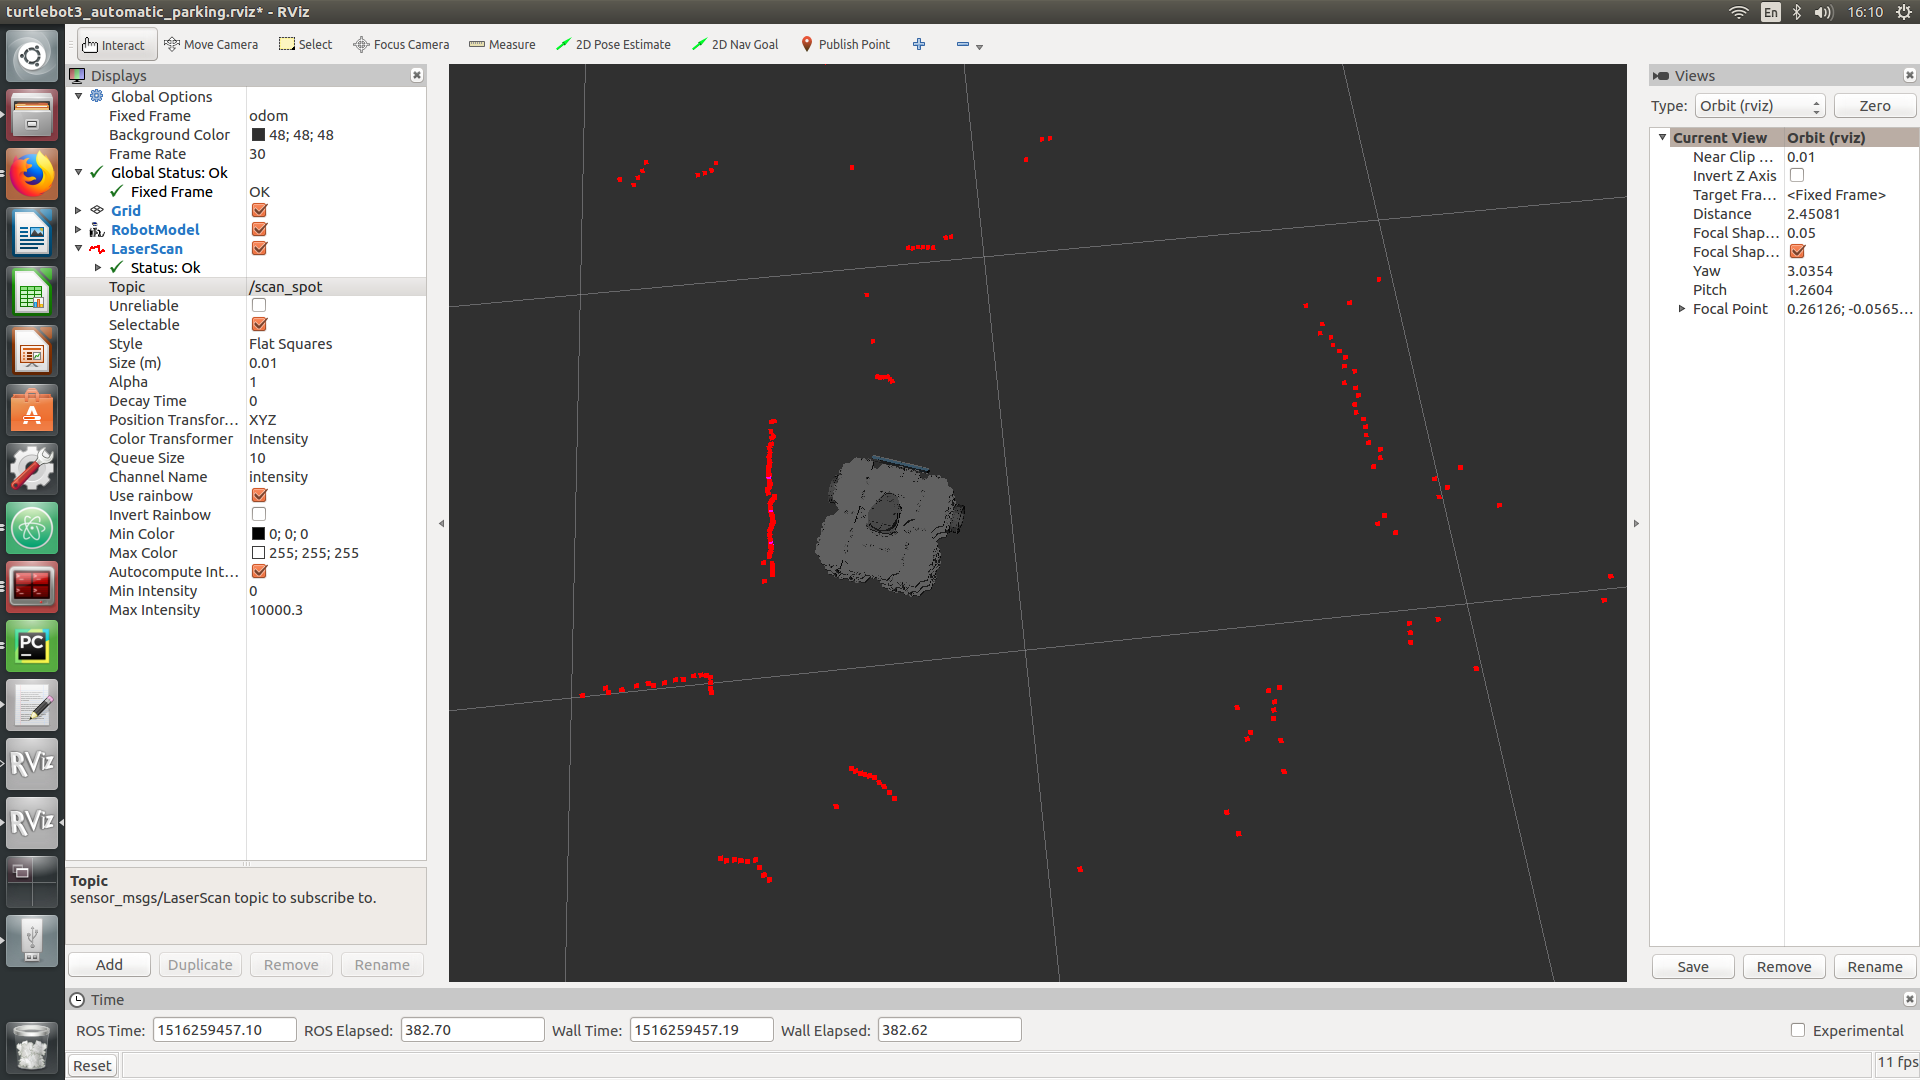 turtlebot3_automatic_parking.rviz* - RViz
En
16:10
Interact
Move Camera
Select
Focus Camera
Measure
2D Pose Estimate
2D Nav Goal
Publish Point
Displays
Global Options
Fixed Frame odom
Background Color 48; 48; 48
Frame Rate 30
Global Status: Ok
Fixed Frame OK
Grid
RobotModel
LaserScan
Status: Ok
Topic /scan_spot
Unreliable
Selectable
Style Flat Squares
Size (m) 0.01
Alpha 1
Decay Time 0
Position Transfor... XYZ
Color Transformer Intensity
Queue Size 10
Channel Name intensity
Use rainbow
Invert Rainbow
Min Color 0; 0; 0
Max Color 255; 255; 255
Autocompute Int...
Min Intensity 0
Max Intensity 10000.3
Topic
sensor_msgs/LaserScan topic to subscribe to.
Add
Duplicate
Remove
Rename
Views
Type: Orbit (rviz)
Zero
Current View Orbit (rviz)
Near Clip ... 0.01
Invert Z Axis
Target Fra... <Fixed Frame>
Distance 2.45081
Focal Shap... 0.05
Focal Shap...
Yaw 3.0354
Pitch 1.2604
Focal Point 0.26126; -0.0565...
Save
Remove
Rename
PC
RViz
RViz
Time
ROS Time: 1516259457.10
ROS Elapsed: 382.70
Wall Time: 1516259457.19
Wall Elapsed: 382.62
Experimental
Reset
11 fps